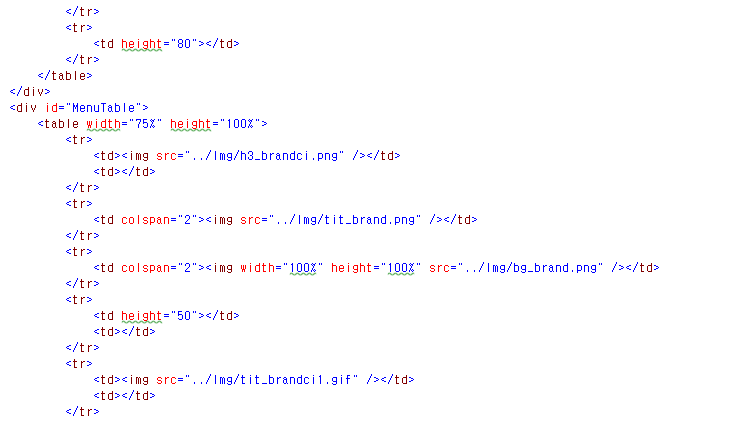 </tr>
<tr>
<td height="80"></td>
</tr>
</table>
</div>
<div id="MenuTable">
<table width="75%" height="100%">
<tr>
<td><img src="../Img/h3_brandci.png" /></td>
<td></td>
</tr>
<tr>
<td colspan="2"><img src="../Img/tit_brand.png" /></td>
</tr>
<tr>
<td colspan="2"><img width="100%" height="100%" src="../Img/bg_brand.png" /></td>
</tr>
<tr>
<td height="50"></td>
<td></td>
</tr>
<tr>
<td><img src="../Img/tit_brandci1.gif" /></td>
<td></td>
</tr>